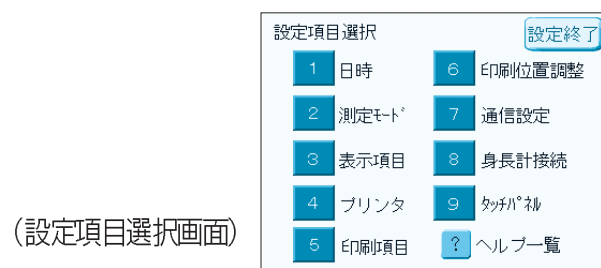 設定項目選択 設定終了
1 日時 6 印刷位置調整
2 測定ﾓｰﾄﾞ 7 通信設定
3 表示項目 8 身長計接続
4 プリンタ 9 ﾀｯﾁﾊﾟﾈﾙ
5 印刷項目 ? ヘルプ一覧
(設定項目選択画面)